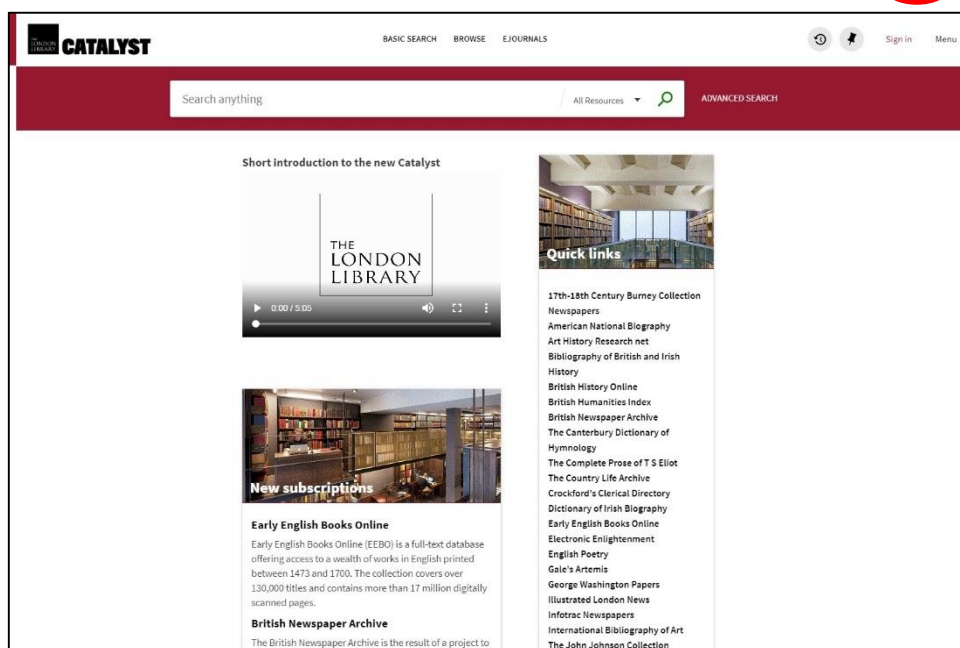 THE LONDON LIBRARY CATALYST
BASIC SEARCH BROWSE EJOURNALS
Sign in Menu
Search anything
All Resources
ADVANCED SEARCH
Short introduction to the new Catalyst
THE
LONDON
LIBRARY
0:00 / 5:05
New subscriptions
Early English Books Online
Early English Books Online (EEBO) is a full-text database
offering access to a wealth of works in English printed
between 1473 and 1700. The collection covers over
130,000 titles and contains more than 17 million digitally
scanned pages.
British Newspaper Archive
The British Newspaper Archive is the result of a project to
Quick links
17th-18th Century Burney Collection
Newspapers
American National Biography
Art History Research net
Bibliography of British and Irish
History
British History Online
British Humanities Index
British Newspaper Archive
The Canterbury Dictionary of
Hymnology
The Complete Prose of T S Eliot
The Country Life Archive
Crockford's Clerical Directory
Dictionary of Irish Biography
Early English Books Online
Electronic Enlightenment
English Poetry
Gale's Artemis
George Washington Papers
Illustrated London News
Infotrac Newspapers
International Bibliography of Art
The John Johnson Collection